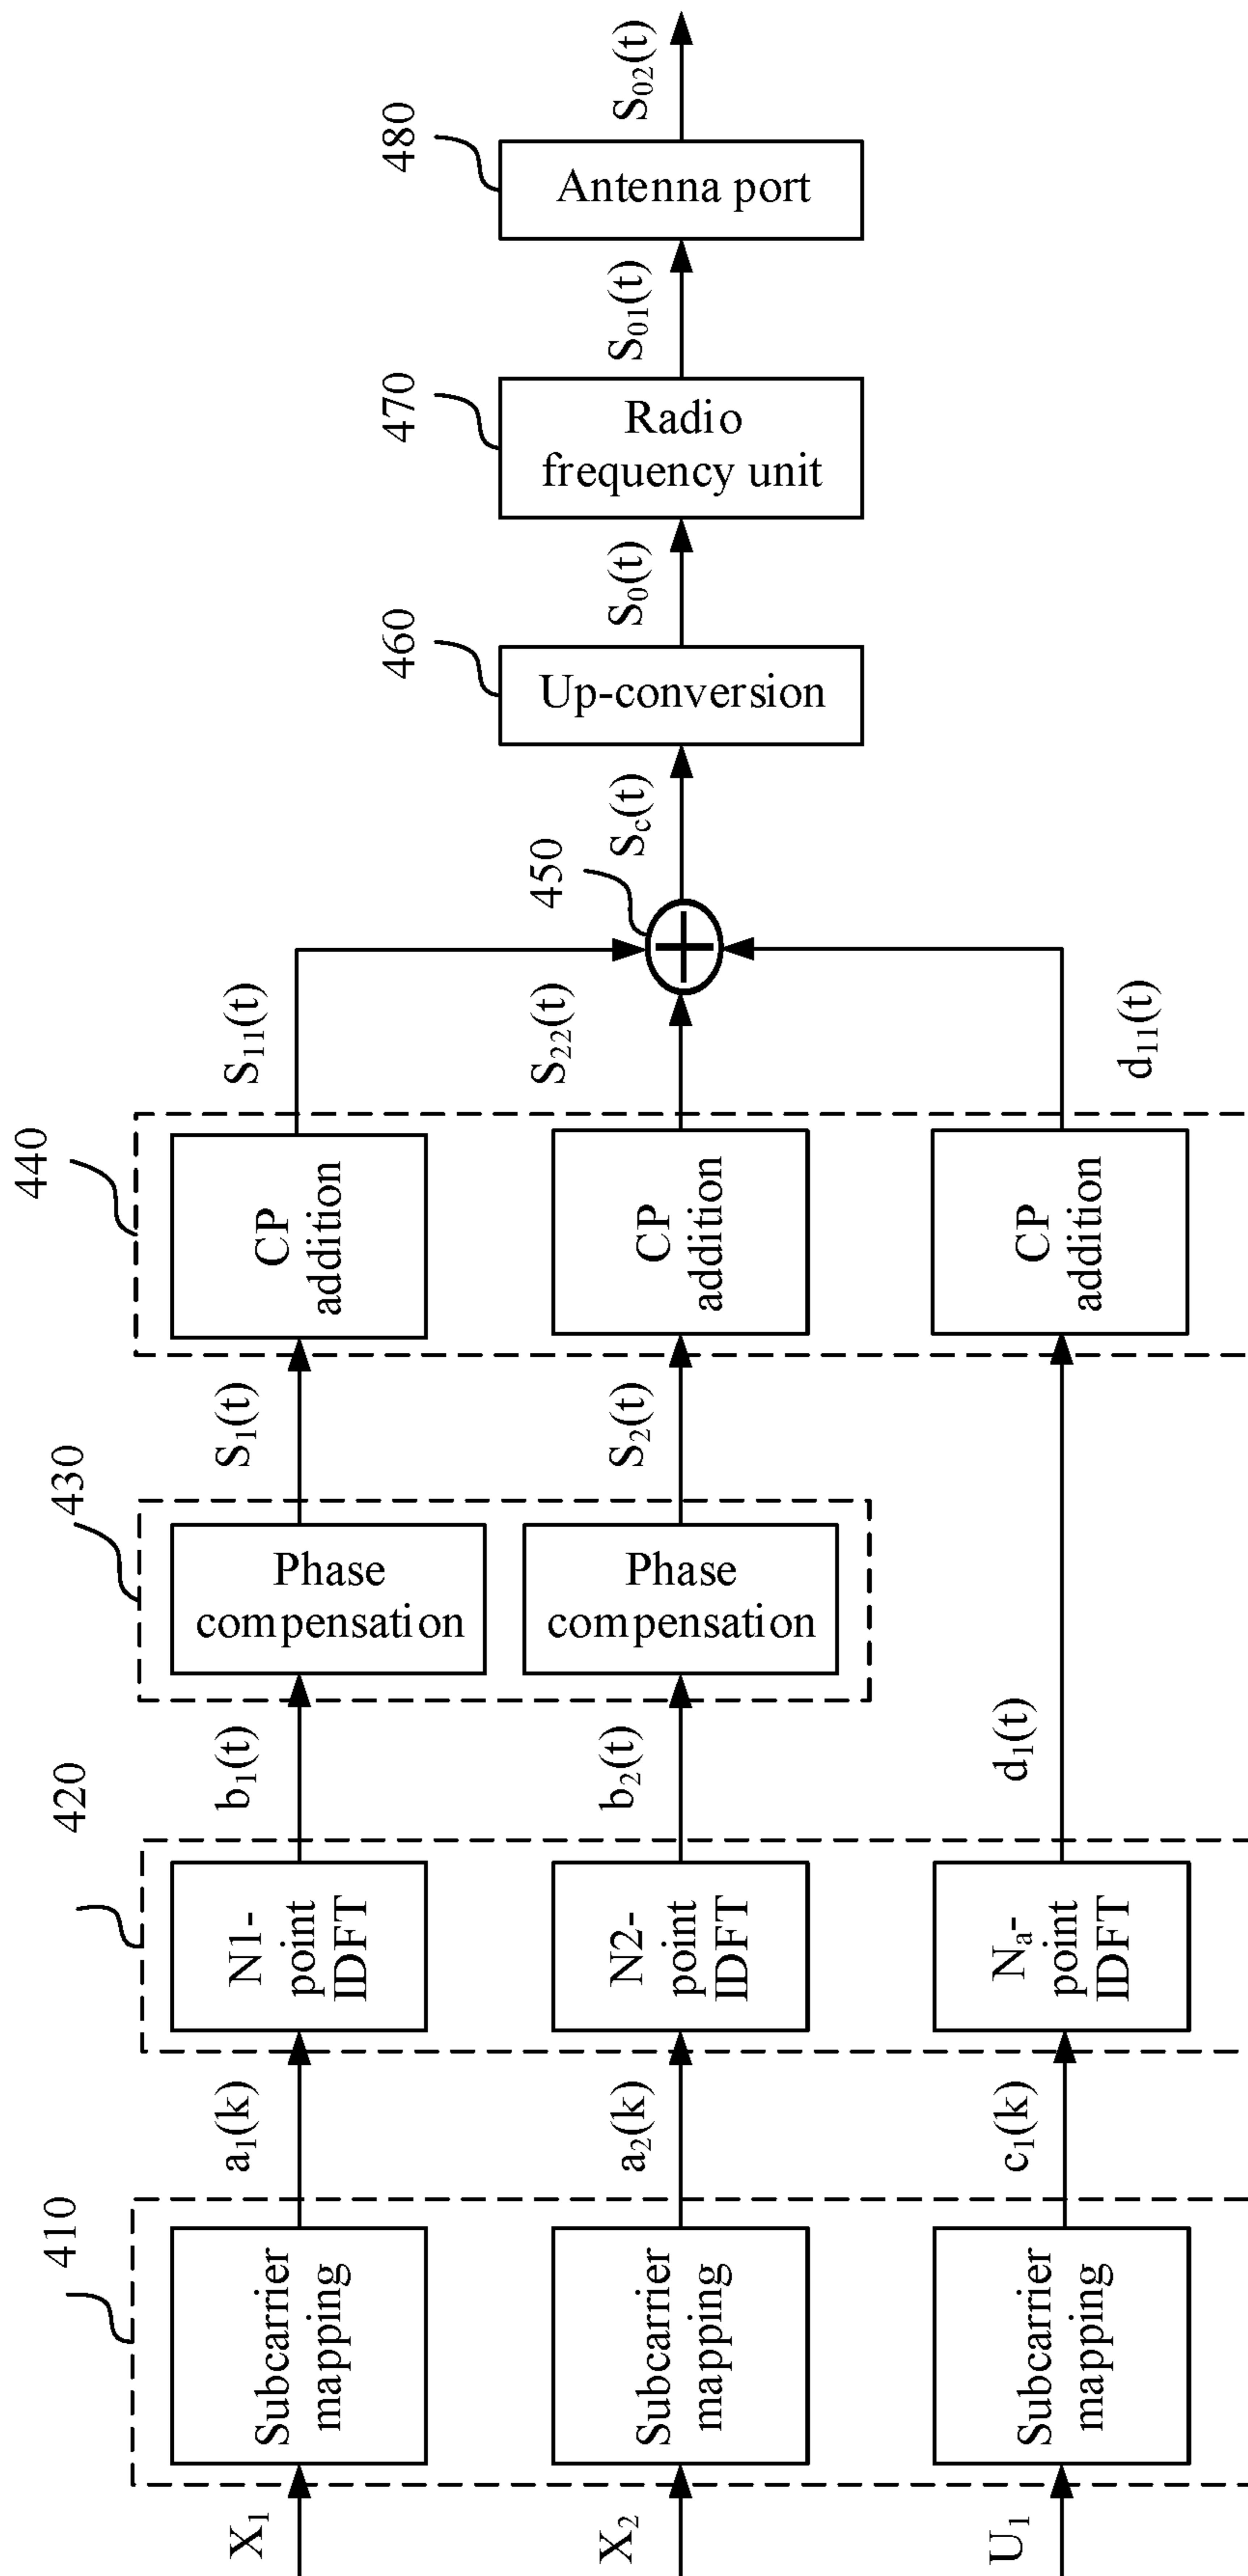 410
420
430
440
450
460
470
480
X₁
Subcarrier
mapping
a₁(k)
N1-
point
IDFT
b₁(t)
Phase
compensation
S₁(t)
CP
addition
S₁₁(t)
X₂
Subcarrier
mapping
a₂(k)
N2-
point
IDFT
b₂(t)
Phase
compensation
S₂(t)
CP
addition
S₂₂(t)
Sc(t)
Up-conversion
S₀(t)
Radio
frequency unit
S₀₁(t)
Antenna port
S₀₂(t)
U₁
Subcarrier
mapping
c₁(k)
Nₐ-
point
IDFT
d₁(t)
CP
addition
d₁₁(t)